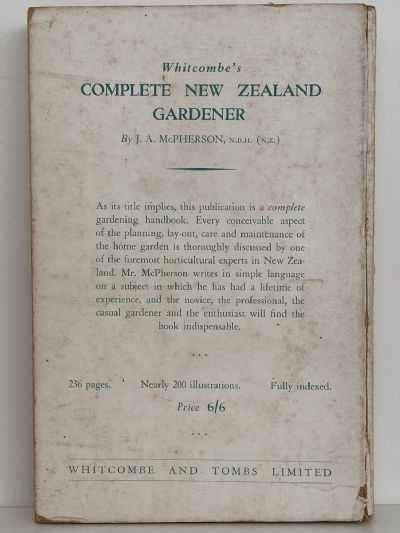 Whitcombe's
COMPLETE NEW ZEALAND
GARDENER
By J. A. McPHERSON, N.D.H. (N.Z.)
As its title implies, this publication is a complete
gardening handbook. Every conceivable aspect
of the planning, lay-out, care and maintenance of
the home garden is thoroughly discussed by one
of the foremost horticultural experts in New Zea-
land. Mr. McPherson writes in simple language
on a subject in which he has had a lifetime of
experience, and the novice, the professional, the
casual gardener and the enthusiast will find the
book indispensable.
...
236 pages. Nearly 200 illustrations. Fully indexed.
Price 6/6
...
WHITCOMBE AND TOMBS LIMITED